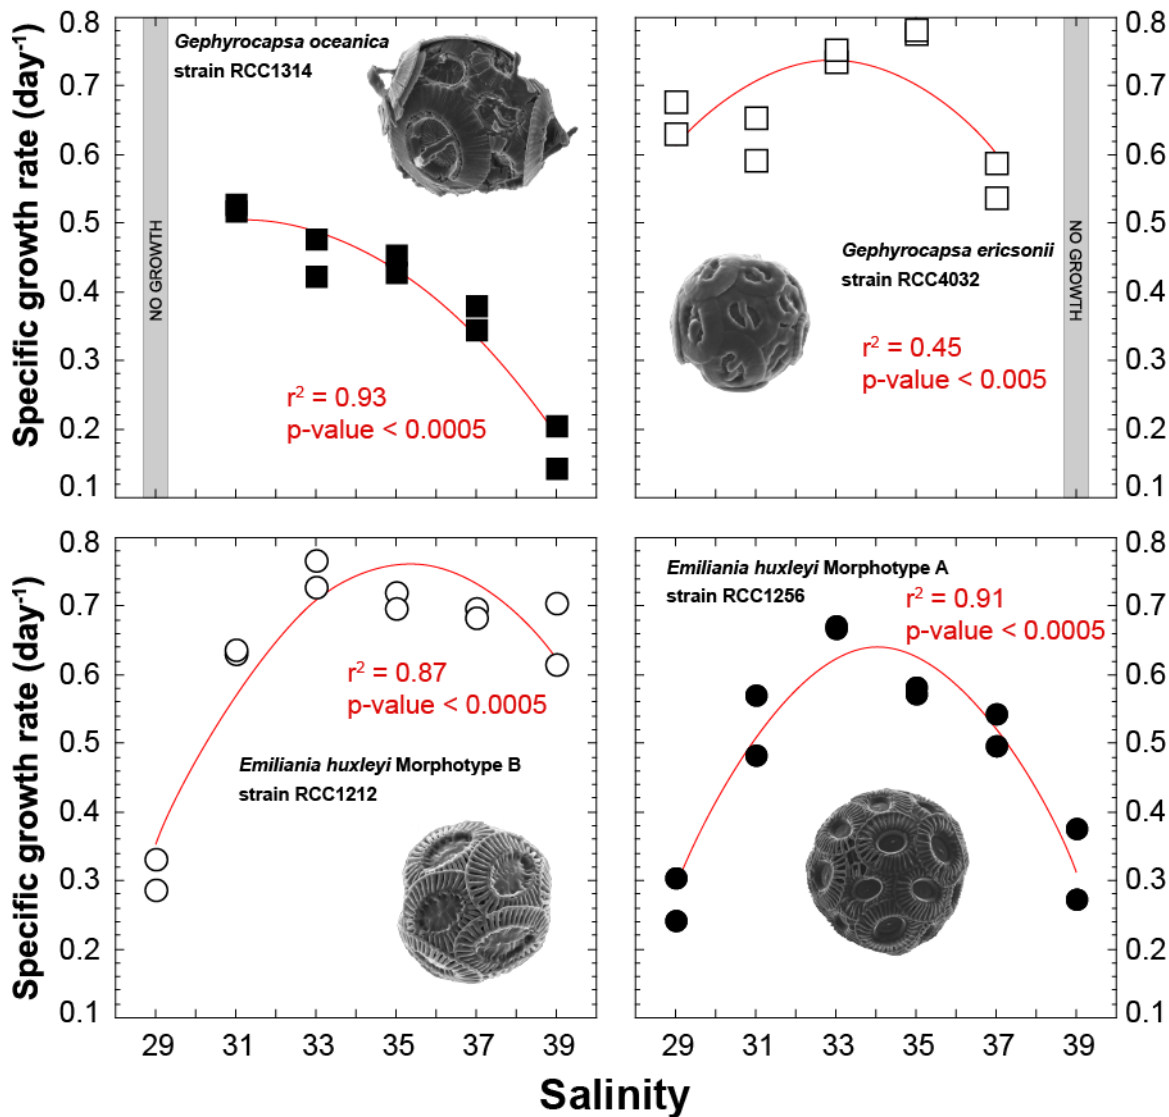 Specific growth rate (day⁻¹)
0.8
0.7
0.6
0.5
0.4
0.3
0.2
0.1
NO GROWTH
Gephyrocapsa oceanica
strain RCC1314
r² = 0.93
p-value < 0.0005
Gephyrocapsa ericsonii
strain RCC4032
r² = 0.45
p-value < 0.005
NO GROWTH
0.8
0.7
0.6
0.5
0.4
0.3
0.2
0.1
Specific growth rate (day⁻¹)
0.8
0.7
0.6
0.5
0.4
0.3
0.2
0.1
r² = 0.87
p-value < 0.0005
Emiliania huxleyi Morphotype B
strain RCC1212
29 31 33 35 37 39
Emiliania huxleyi Morphotype A
strain RCC1256
r² = 0.91
p-value < 0.0005
0.8
0.7
0.6
0.5
0.4
0.3
0.2
0.1
29 31 33 35 37 39
Salinity